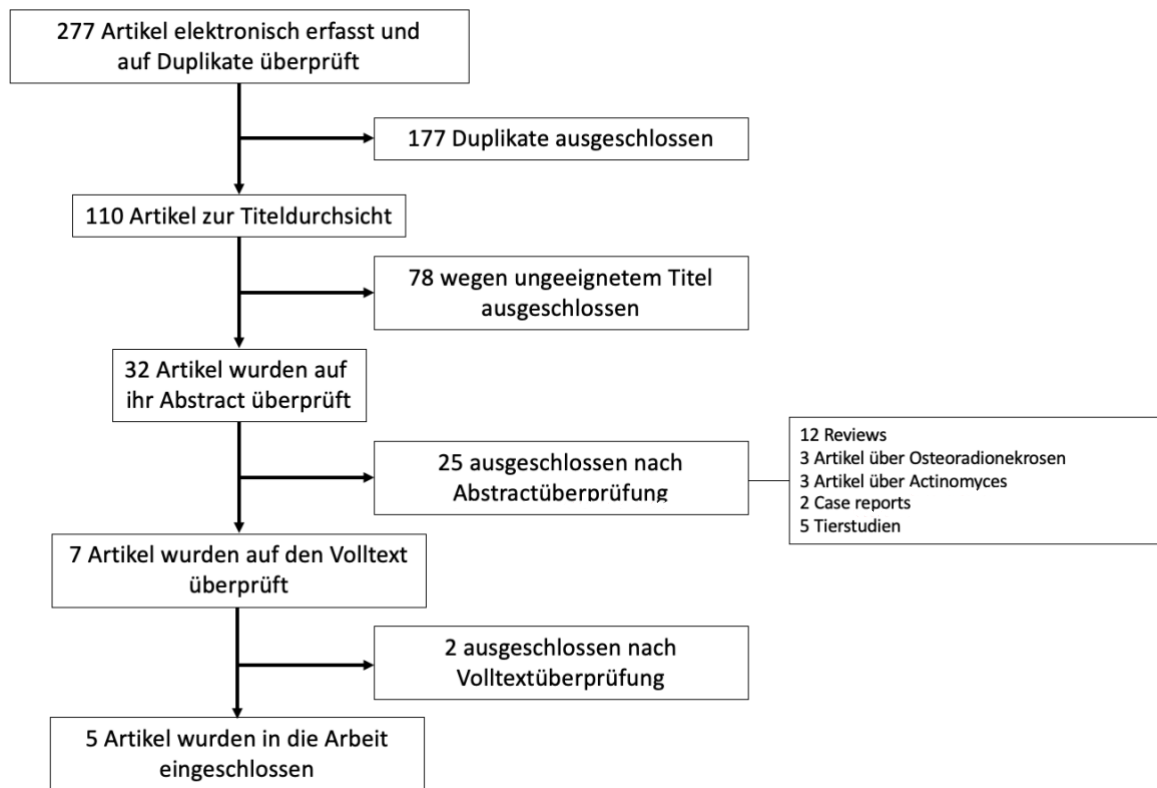 277 Artikel elektronisch erfasst und
auf Duplikate überprüft
177 Duplikate ausgeschlossen
110 Artikel zur Titeldurchsicht
78 wegen ungeeignetem Titel
ausgeschlossen
32 Artikel wurden auf
ihr Abstract überprüft
25 ausgeschlossen nach
Abstractüberprüfung
12 Reviews
3 Artikel über Osteoradionekrosen
3 Artikel über Actinomyces
2 Case reports
5 Tierstudien
7 Artikel wurden auf den Volltext
überprüft
2 ausgeschlossen nach
Volltextüberprüfung
5 Artikel wurden in die Arbeit
eingeschlossen